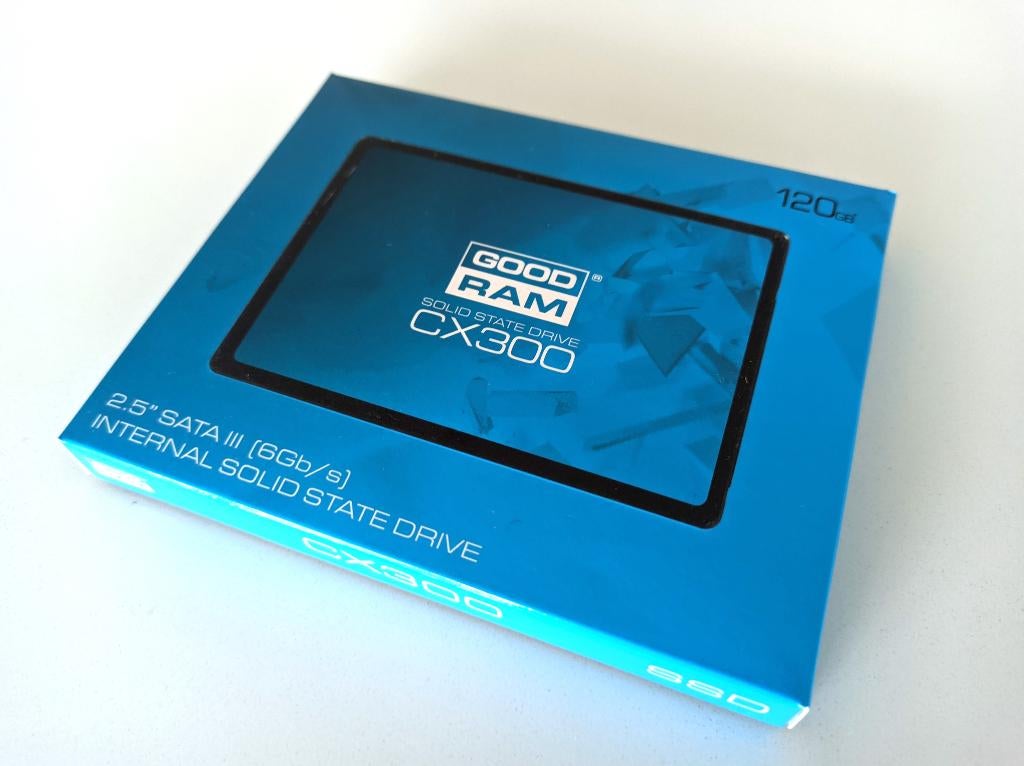 120GB
GOOD
RAM®
SOLID STATE DRIVE
CX300
2.5" SATA III (6Gb/s)
INTERNAL SOLID STATE DRIVE
CX300
SSD